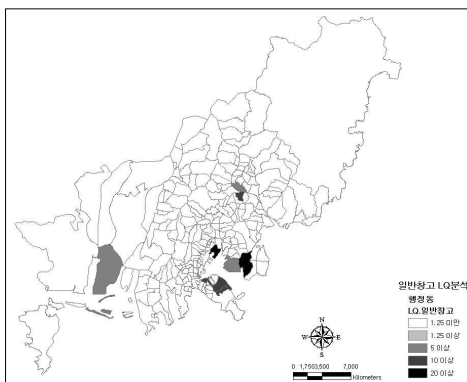 일반창고 LQ분석
행정동
LQ.일반창고
1.25 미만
1.25 이상
5 이상
10 이상
20 이상
N
W E
S
0 1,7503,500 7,000
Kilometers